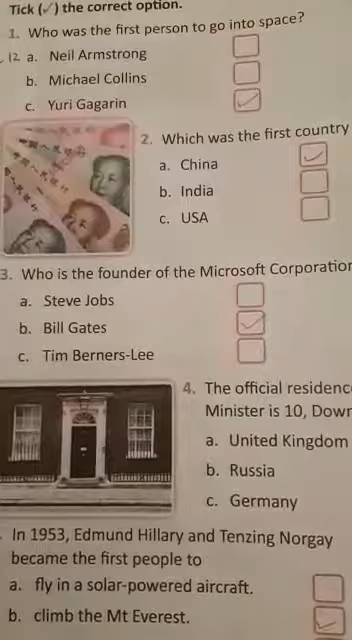 Tick (✓) the correct option.
1. Who was the first person to go into space?
12 a. Neil Armstrong
b. Michael Collins
c. Yuri Gagarin
2. Which was the first country
a. China
b. India
c. USA
3. Who is the founder of the Microsoft Corporation
a. Steve Jobs
b. Bill Gates
c. Tim Berners-Lee
4. The official residenc
Minister is 10, Down
a. United Kingdom
b. Russia
c. Germany
In 1953, Edmund Hillary and Tenzing Norgay
became the first people to
a. fly in a solar-powered aircraft.
b. climb the Mt Everest.